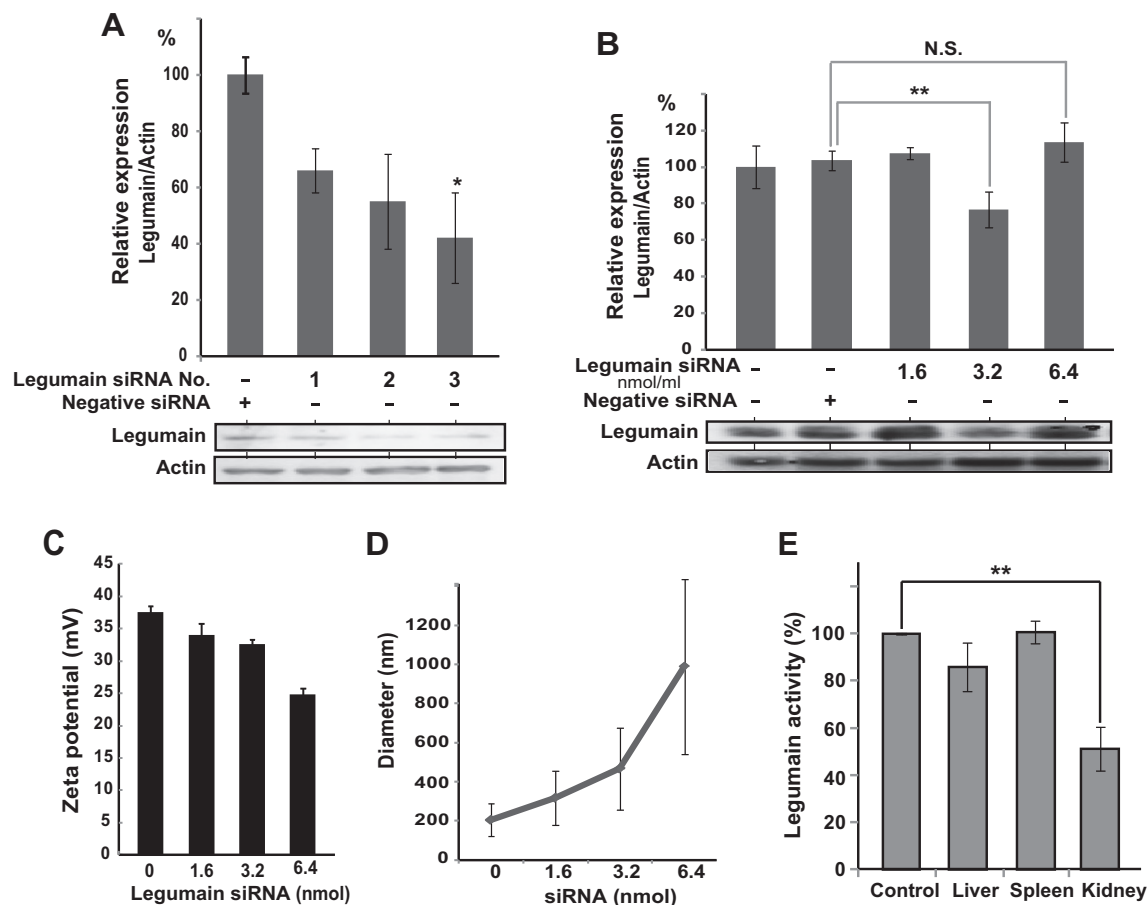 A
%
Relative expression
Legumain/Actin
100
80
60
40
20
0
*
Legumain siRNA No. – 1 2 3
Negative siRNA + – – –
Legumain
Actin
B
%
Relative expression
Legumain/Actin
120
100
80
60
40
20
0
N.S.
**
Legumain siRNA – – 1.6 3.2 6.4
nmol/ml
Negative siRNA – + – – –
Legumain
Actin
C
Zeta potential (mV)
45
40
35
30
25
20
15
10
5
0
0 1.6 3.2 6.4
Legumain siRNA (nmol)
D
Diameter (nm)
1200
1000
800
600
400
200
0
0 1.6 3.2 6.4
siRNA (nmol)
E
Legumain activity (%)
100
80
60
40
20
0
**
Control Liver Spleen Kidney